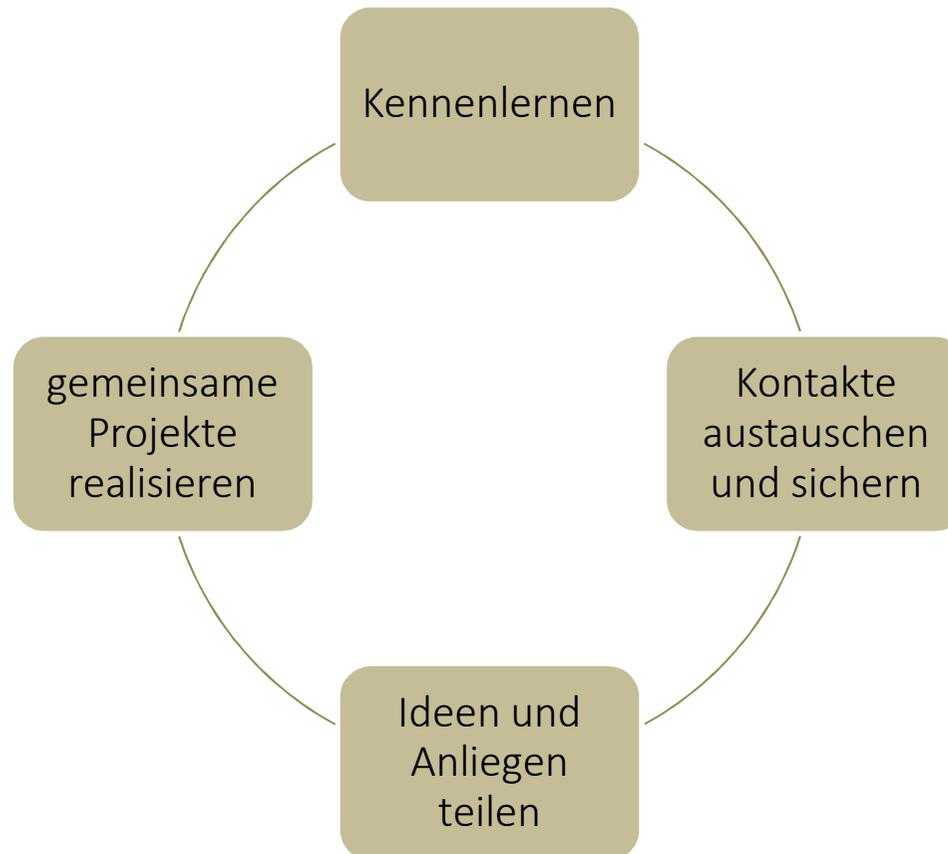 Kennenlernen
Kontakte
austauschen
und sichern
Ideen und
Anliegen
teilen
gemeinsame
Projekte
realisieren